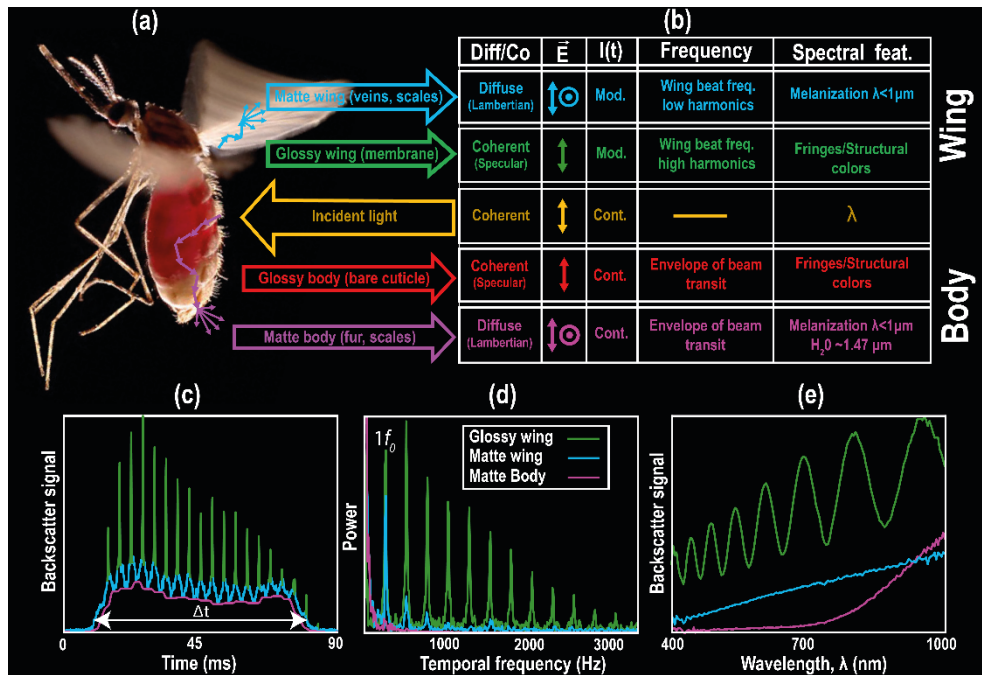 (a)
(b)
Diff/Co E I(t) Frequency Spectral feat.
Matte wing (veins, scales)
Diffuse
(Lambertian)
Mod.
Wing beat freq.
low harmonics
Melanization λ<1μm
Glossy wing (membrane)
Coherent
(Specular)
Mod.
Wing beat freq.
high harmonics
Fringes/Structural
colors
Wing
Incident light
Coherent
Cont.
λ
Glossy body (bare cuticle)
Coherent
(Specular)
Cont.
Envelope of beam
transit
Fringes/Structural
colors
Matte body (fur, scales)
Diffuse
(Lambertian)
Cont.
Envelope of beam
transit
Melanization λ<1μm
H20 ~1.47 μm
Body
(c)
Backscatter signal
Δt
0 45 80
Time (ms)
(d)
Power
1f0
Glossy wing
Matte wing
Matte Body
1000 2000 3000
Temporal frequency (Hz)
(e)
Backscatter signal
400 700 1000
Wavelength, λ (nm)